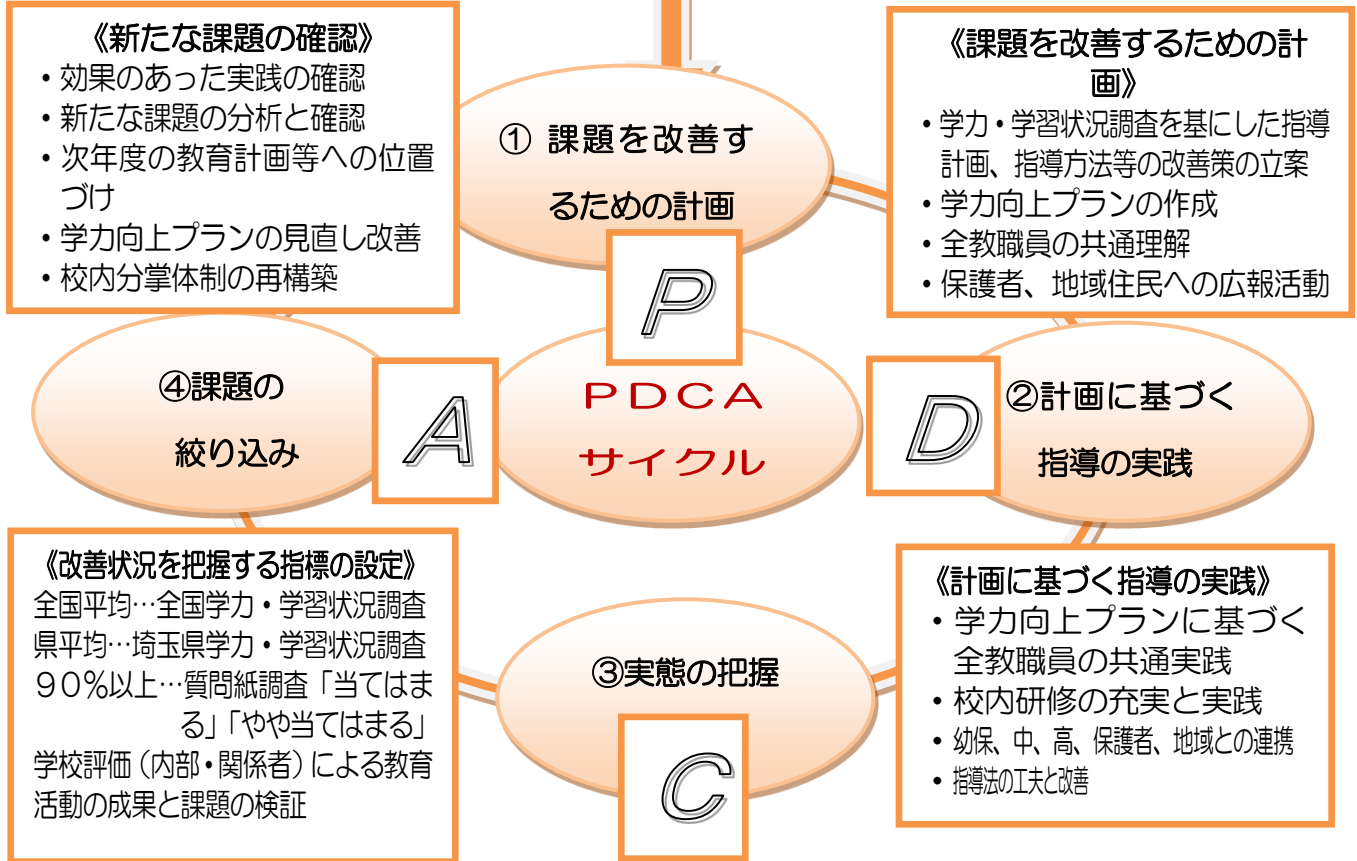 《新たな課題の確認》
・効果のあった実践の確認
・新たな課題の分析と確認
・次年度の教育計画等への位置
づけ
・学力向上プランの見直し改善
・校内分掌体制の再構築
① 課題を改善す
るための計画
P
《課題を改善するための計
画》
・学力・学習状況調査を基にした指導
計画、指導方法等の改善策の立案
・学力向上プランの作成
・全教職員の共通理解
・保護者、地域住民への広報活動
④課題の
絞り込み
A
PDCA
サイクル
D
②計画に基づく
指導の実践
《改善状況を把握する指標の設定》
全国平均…全国学力・学習状況調査
県平均…埼玉県学力・学習状況調査
90%以上…質問紙調査「当てはま
る」「やや当てはまる」
学校評価(内部・関係者)による教育
活動の成果と課題の検証
③実態の把握
C
《計画に基づく指導の実践》
・学力向上プランに基づく
全教職員の共通実践
・校内研修の充実と実践
・幼保、中、高、保護者、地域との連携
・指導法の工夫と改善